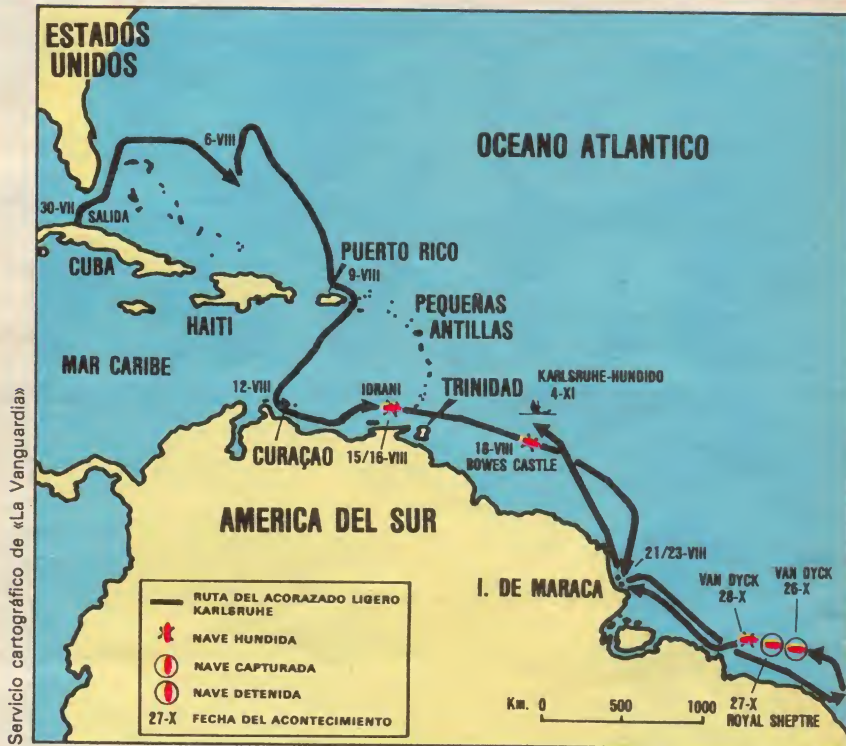 ESTADOS
UNIDOS
OCEANO ATLANTICO
6-VIII
30-VII
SALIDA
CUBA
PUERTO RICO
9-VIII
HAITI
PEQUEÑAS
ANTILLAS
MAR CARIBE
12-VIII
IDRANI
TRINIDAD
KARLSRUHE-HUNDIDO
4-XI
CURAÇAO
15/16-VIII
18-VIII
BOWES CASTLE
AMERICA DEL SUR
21/23-VIII
I. DE MARACA
VAN DYCK
28-X
VAN DYCK
26-X
27-X
ROYAL SHEPTRE
RUTA DEL ACORAZADO LIGERO
KARLSRUHE
NAVE HUNDIDA
NAVE CAPTURADA
NAVE DETENIDA
27-X FECHA DEL ACONTECIMIENTO
Km. 0 500 1000
Servicio cartográfico de «La Vanguardia»